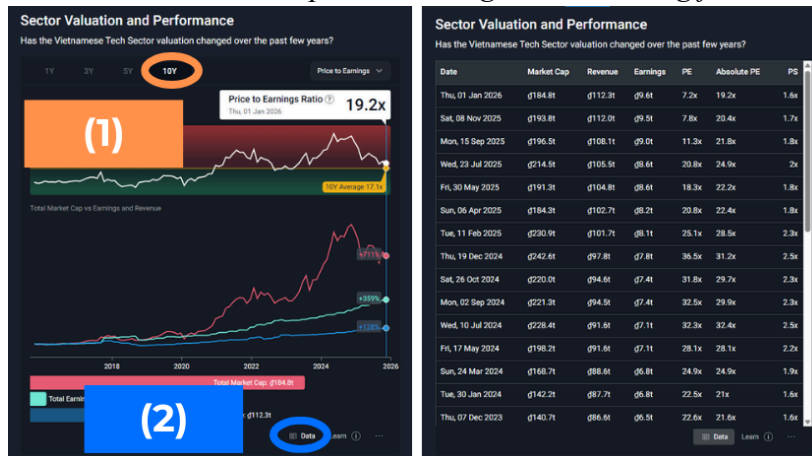 Sector Valuation and Performance
Has the Vietnamese Tech Sector valuation changed over the past few years?
1Y 3Y 5Y 10Y Price to Earnings
Price to Earnings Ratio 19.2x
Thu, 01 Jan 2026
(1)
10Y Average 17.1x
Total Market Cap vs Earnings and Revenue
+711%
+359%
+128%
2018 2020 2022 2024 2026
Total Market Cap: ₫184.8t
Total Earnin
₫112.3t
(2)
Data Learn
Sector Valuation and Performance
Has the Vietnamese Tech Sector valuation changed over the past few years?
Date Market Cap Revenue Earnings PE Absolute PE PS
Thu, 01 Jan 2026 ₫184.8t ₫112.3t ₫9.6t 7.2x 19.2x 1.6x
Sat, 08 Nov 2025 ₫193.8t ₫112.0t ₫9.5t 7.8x 20.4x 1.7x
Mon, 15 Sep 2025 ₫196.5t ₫108.1t ₫9.0t 11.3x 21.8x 1.8x
Wed, 23 Jul 2025 ₫214.5t ₫105.5t ₫8.6t 20.8x 24.9x 2x
Fri, 30 May 2025 ₫191.3t ₫104.8t ₫8.6t 18.3x 22.2x 1.8x
Sun, 06 Apr 2025 ₫184.3t ₫102.7t ₫8.2t 20.8x 22.4x 1.8x
Tue, 11 Feb 2025 ₫230.9t ₫101.7t ₫8.1t 25.1x 28.5x 2.3x
Thu, 19 Dec 2024 ₫242.6t ₫97.8t ₫7.8t 36.5x 31.2x 2.5x
Sat, 26 Oct 2024 ₫220.0t ₫94.6t ₫7.4t 31.8x 29.7x 2.3x
Mon, 02 Sep 2024 ₫221.3t ₫94.5t ₫7.4t 32.5x 29.9x 2.3x
Wed, 10 Jul 2024 ₫228.4t ₫91.6t ₫7.1t 32.3x 32.4x 2.5x
Fri, 17 May 2024 ₫198.2t ₫91.6t ₫7.1t 28.1x 28.1x 2.2x
Sun, 24 Mar 2024 ₫168.7t ₫88.6t ₫6.8t 24.9x 24.9x 1.9x
Tue, 30 Jan 2024 ₫142.2t ₫87.7t ₫6.8t 22.5x 21x 1.6x
Thu, 07 Dec 2023 ₫140.7t ₫86.6t ₫6.5t 22.6x 21.6x 1.6x
Data Learn